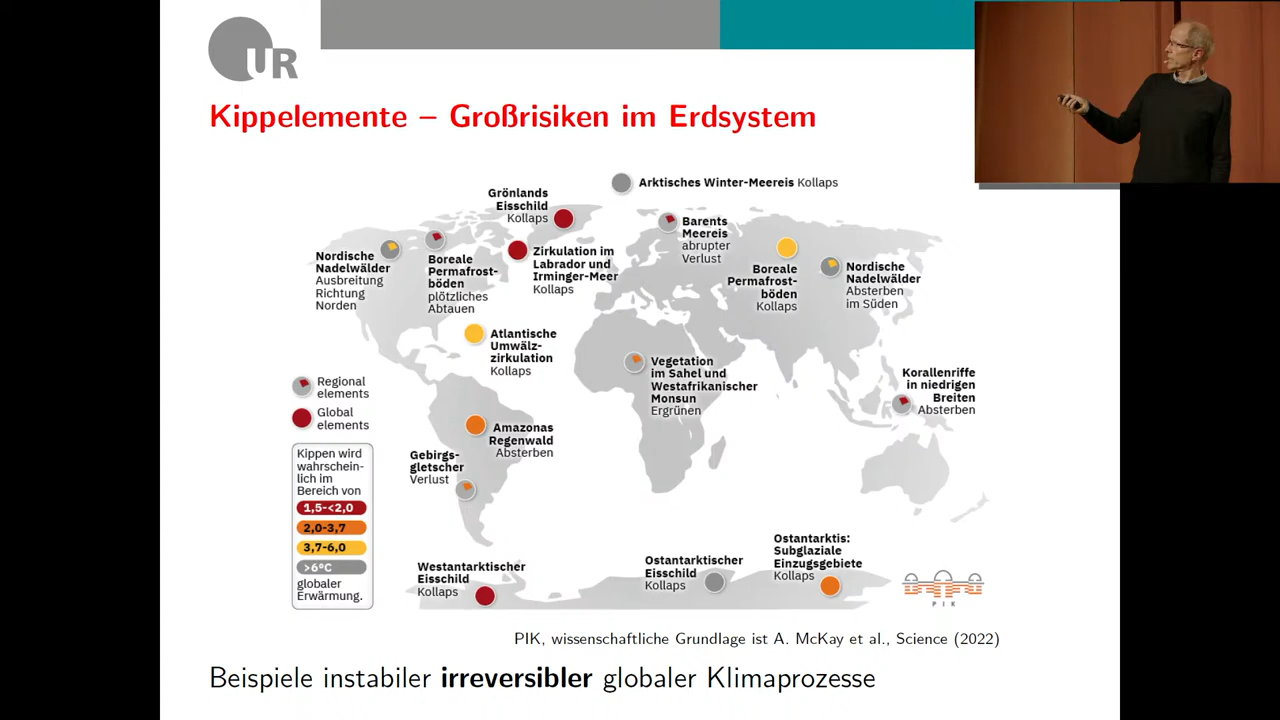 UR
Kippelemente – Großrisiken im Erdsystem
Arktisches Winter-Meereis Kollaps
Grönlands
Eisschild
Kollaps
Barents
Meereis
abrupter
Verlust
Nordische
Nadelwälder
Ausbreitung
Richtung
Norden
Boreale
Permafrost-
böden
plötzliches
Abtauen
Zirkulation im
Labrador und
Irminger-Meer
Kollaps
Boreale
Permafrost-
böden
Kollaps
Nordische
Nadelwälder
Absterben
im Süden
Atlantische
Umwälz-
zirkulation
Kollaps
Vegetation
im Sahel und
Westafrikanischer
Monsun
Ergrünen
Korallenriffe
in niedrigen
Breiten
Absterben
Regional
elements
Global
elements
Amazonas
Regenwald
Absterben
Gebirgs-
gletscher
Verlust
Kippen wird
wahrschein-
lich im
Bereich von
1,5-<2,0
2,0-3,7
3,7-6,0
>6°C
globaler
Erwärmung.
Westantarktischer
Eisschild
Kollaps
Ostantarktischer
Eisschild
Kollaps
Ostantarktis:
Subglaziale
Einzugsgebiete
Kollaps
PIK
PIK, wissenschaftliche Grundlage ist A. McKay et al., Science (2022)
Beispiele instabiler irreversibler globaler Klimaprozesse